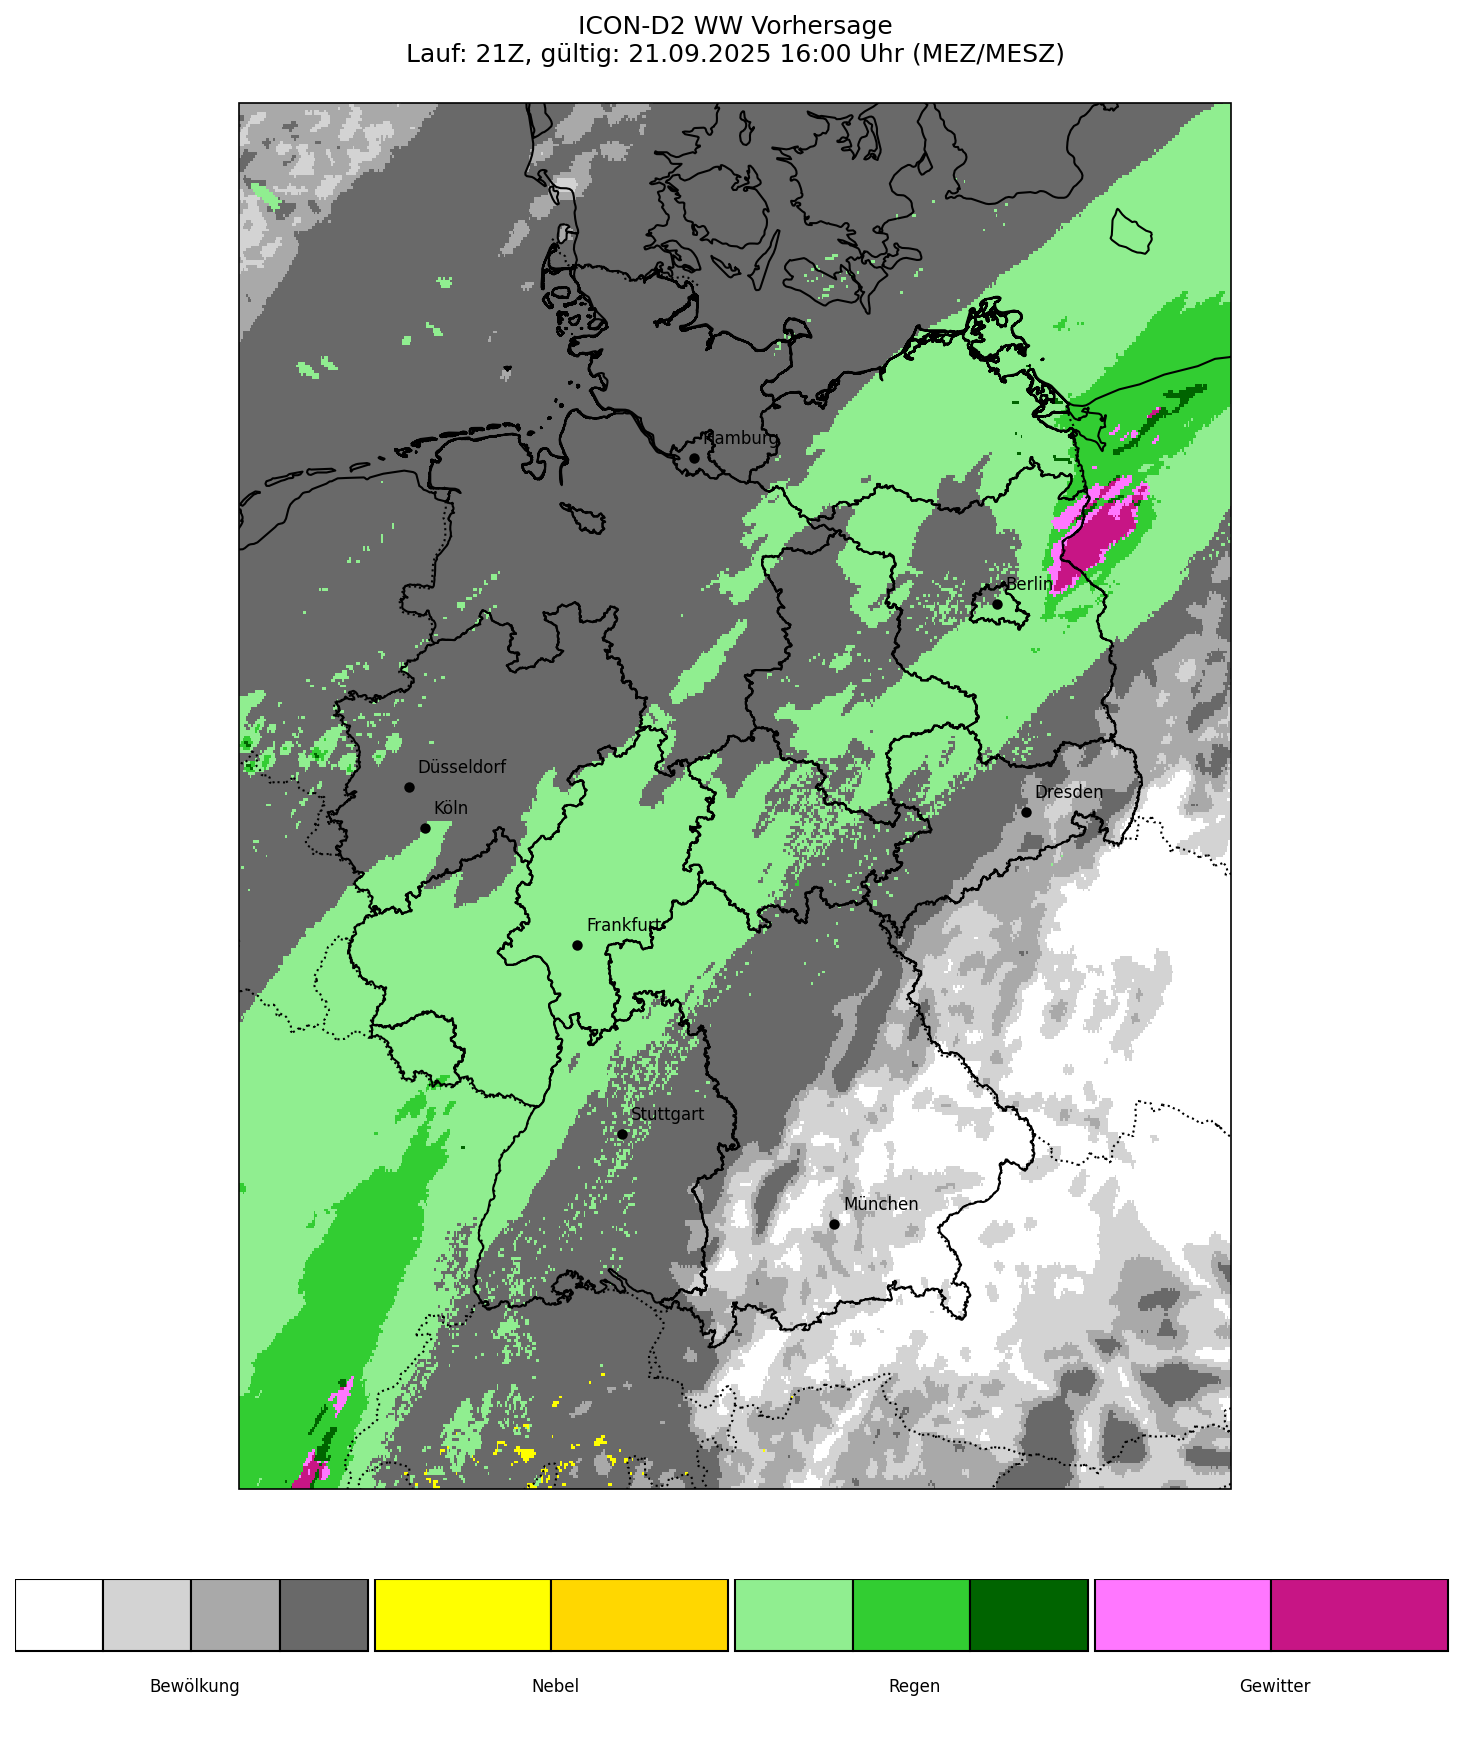 ICON-D2 WW Vorhersage
Lauf: 21Z, gültig: 21.09.2025 16:00 Uhr (MEZ/MESZ)
Hamburg
Berlin
Düsseldorf
Köln
Dresden
Frankfurt
Stuttgart
München
Bewölkung
Nebel
Regen
Gewitter